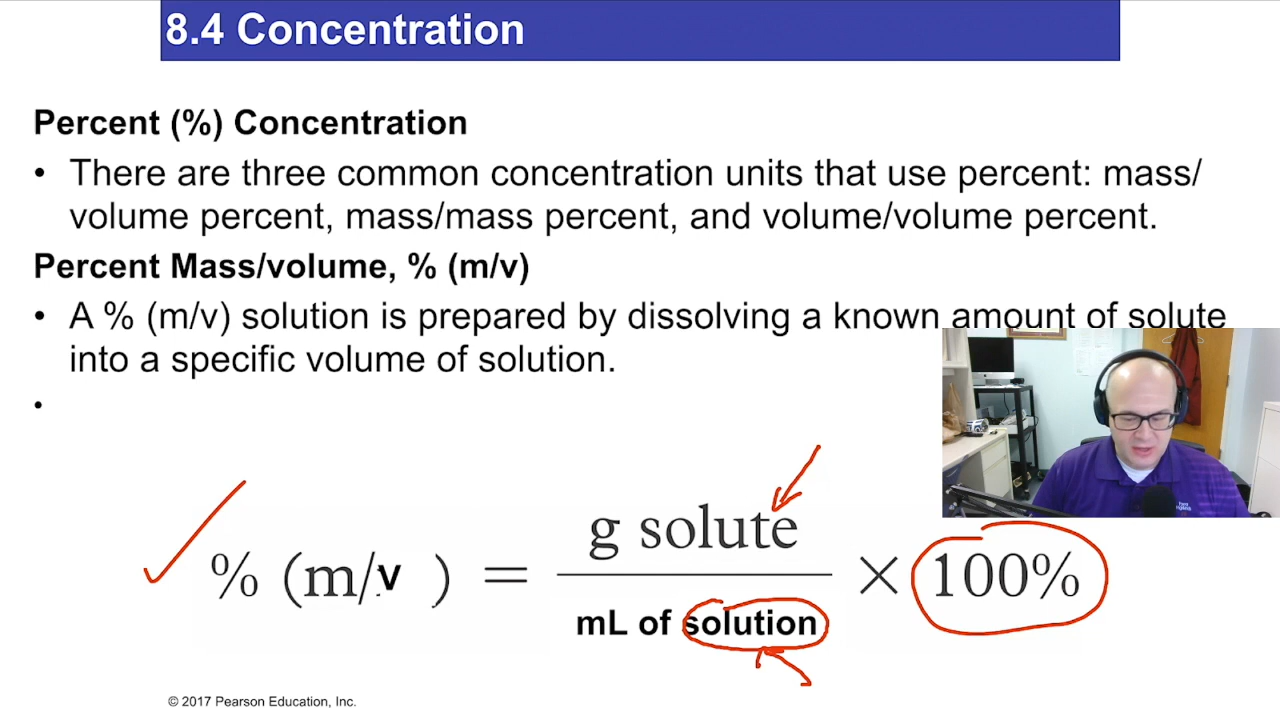 8.4 Concentration
Percent (%) Concentration
• There are three common concentration units that use percent: mass/
volume percent, mass/mass percent, and volume/volume percent.
Percent Mass/volume, % (m/v)
• A % (m/v) solution is prepared by dissolving a known amount of solute
into a specific volume of solution.
•
g solute
% (m/v ) = × 100%
mL of solution
© 2017 Pearson Education, Inc.